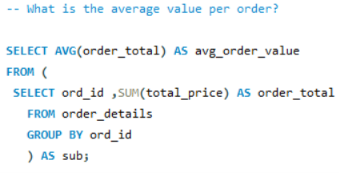 -- What is the average value per order?
SELECT AVG(order_total) AS avg_order_value
FROM (
SELECT ord_id ,SUM(total_price) AS order_total
FROM order_details
GROUP BY ord_id
) AS sub;